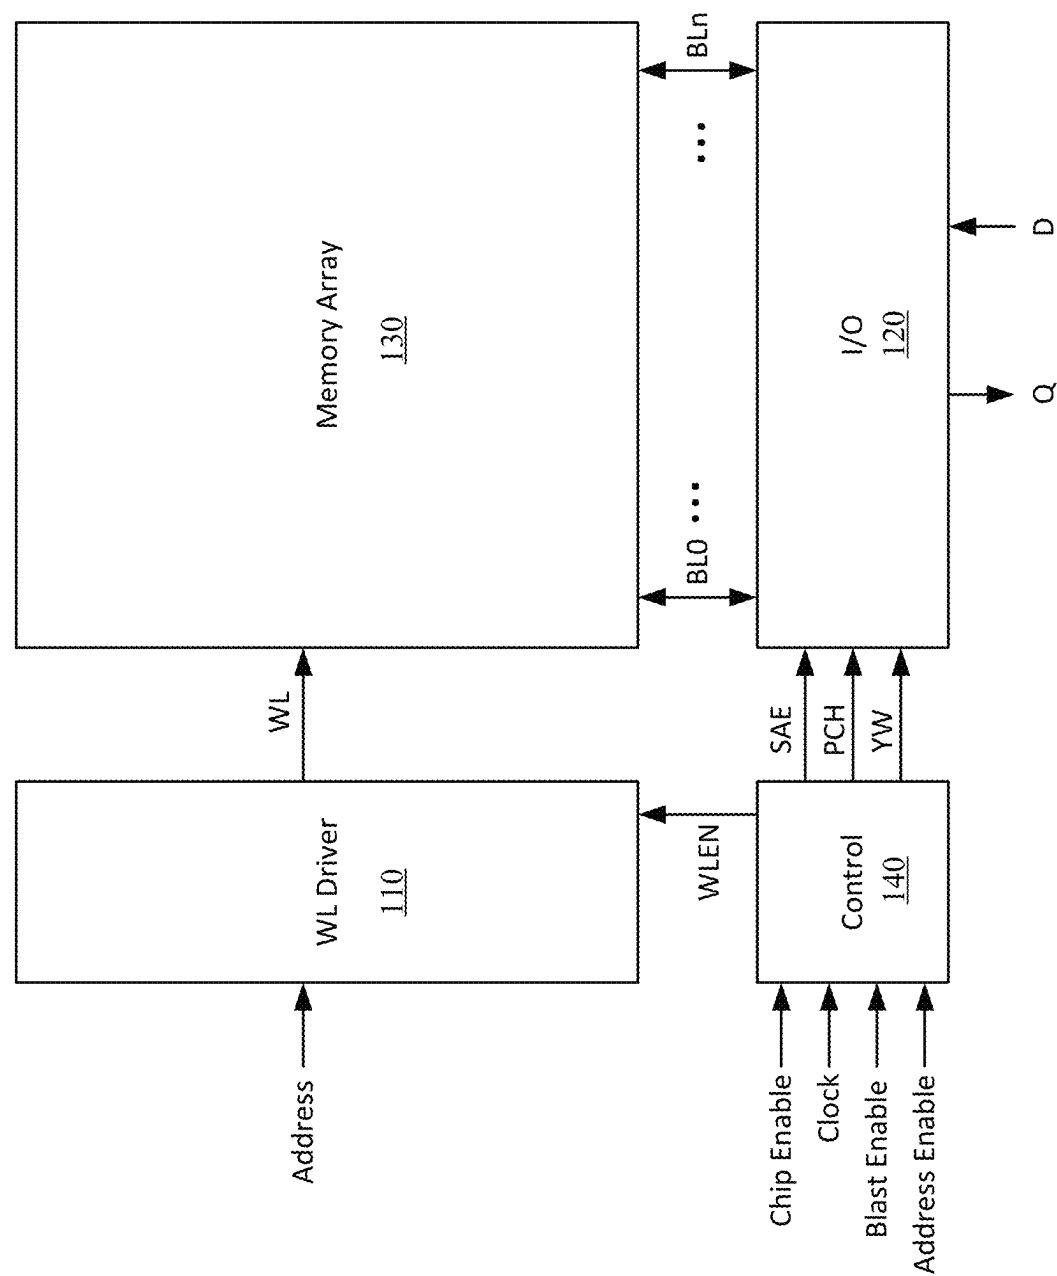 Address
WL Driver
110
WL
Memory Array
130
WLEN
BL0
...
...
BLn
Chip Enable
Clock
Blast Enable
Address Enable
Control
140
SAE
PCH
YW
I/O
120
Q
D